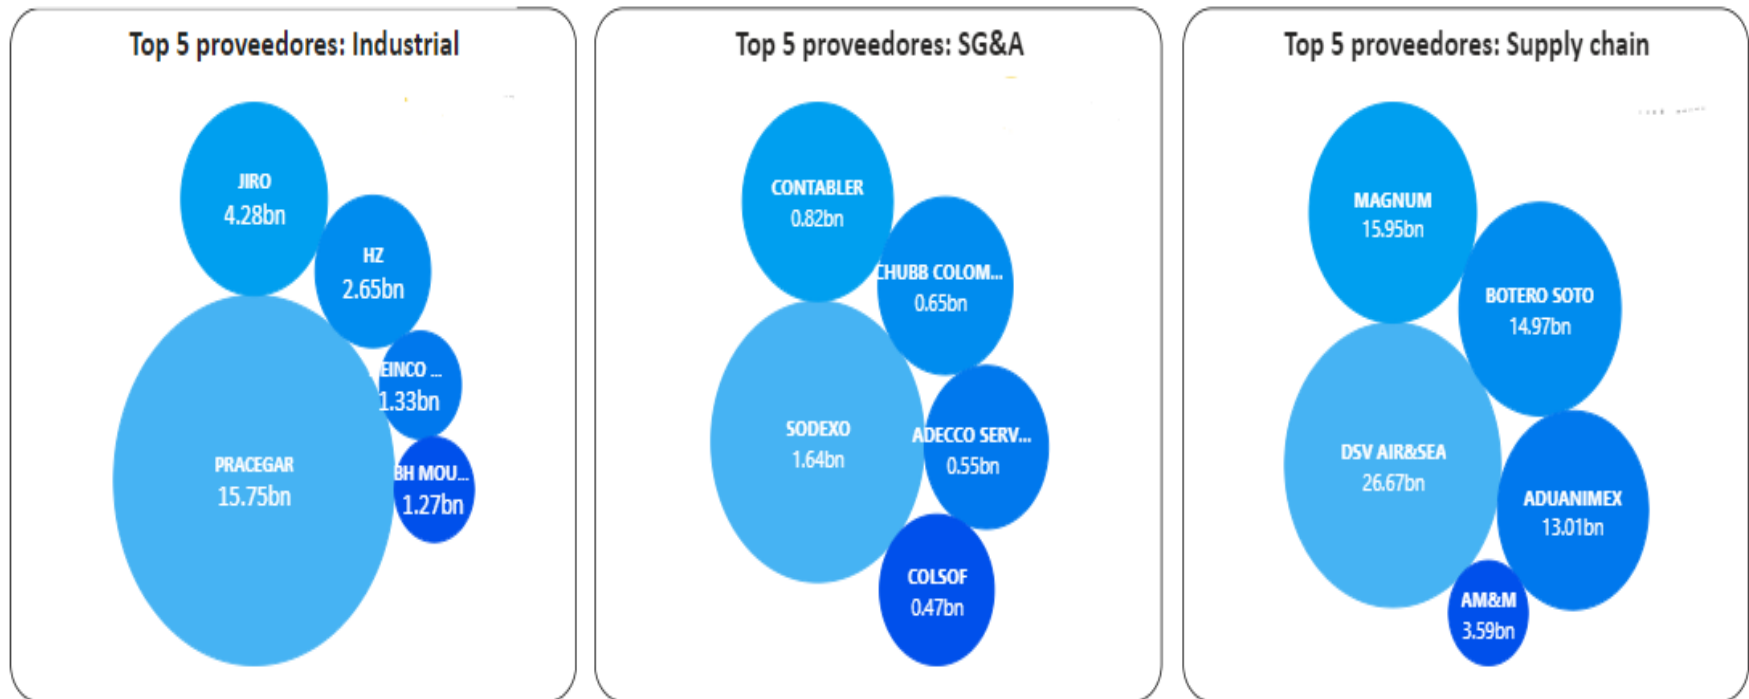 Top 5 proveedores: Industrial
JIRO
4.28bn
HZ
2.65bn
EINCO ...
1.33bn
PRACEGAR
15.75bn
BH MOU...
1.27bn
Top 5 proveedores: SG&A
CONTABLER
0.82bn
CHUBB COLOM...
0.65bn
SODEXO
1.64bn
ADECCO SERV...
0.55bn
COLSOF
0.47bn
Top 5 proveedores: Supply chain
MAGNUM
15.95bn
BOTERO SOTO
14.97bn
DSV AIR&SEA
26.67bn
ADUANIMEX
13.01bn
AM&M
3.59bn